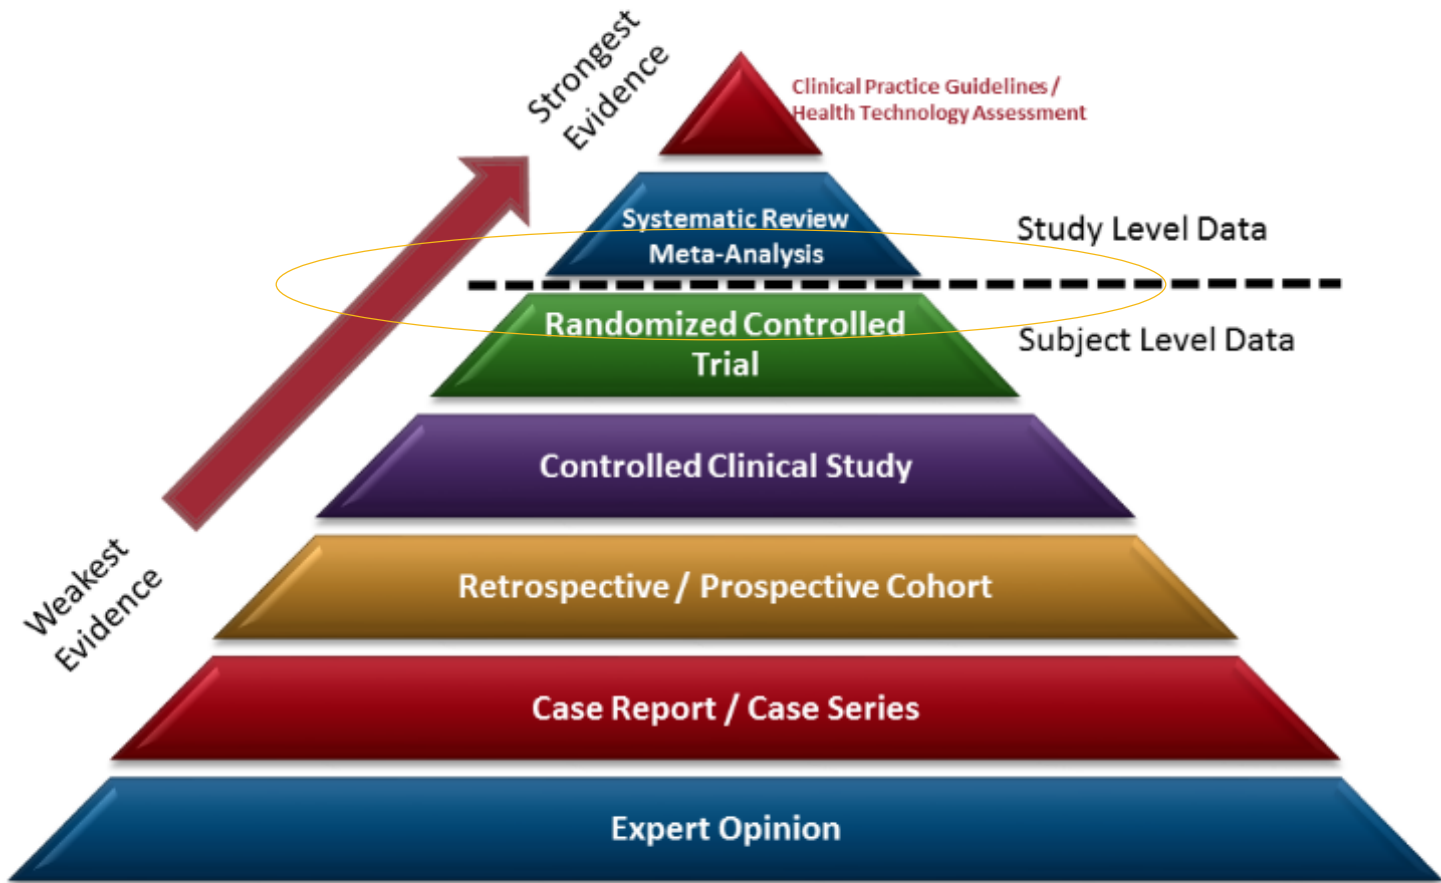 Strongest
Evidence
Clinical Practice Guidelines /
Health Technology Assessment
Systematic Review
Meta-Analysis
Study Level Data
Randomized Controlled
Trial
Subject Level Data
Controlled Clinical Study
Weakest
Evidence
Retrospective / Prospective Cohort
Case Report / Case Series
Expert Opinion